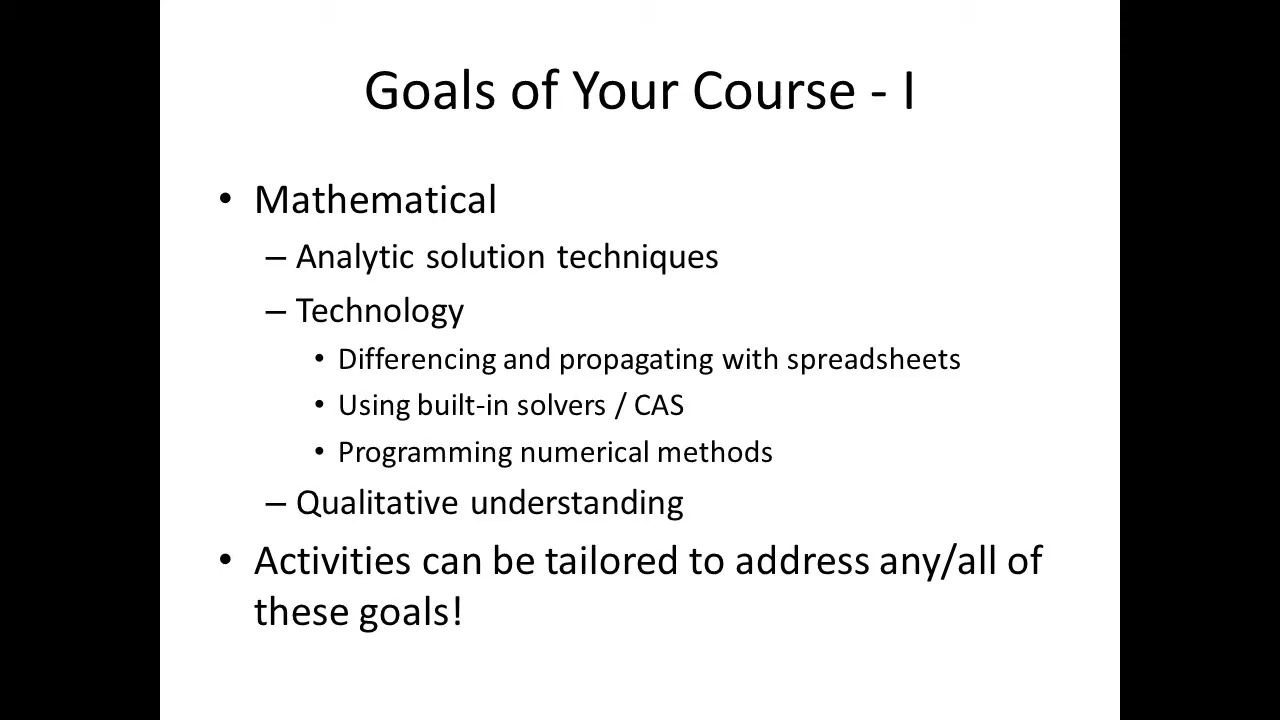 Goals of Your Course - I
• Mathematical
– Analytic solution techniques
– Technology
• Differencing and propagating with spreadsheets
• Using built-in solvers / CAS
• Programming numerical methods
– Qualitative understanding
• Activities can be tailored to address any/all of
these goals!